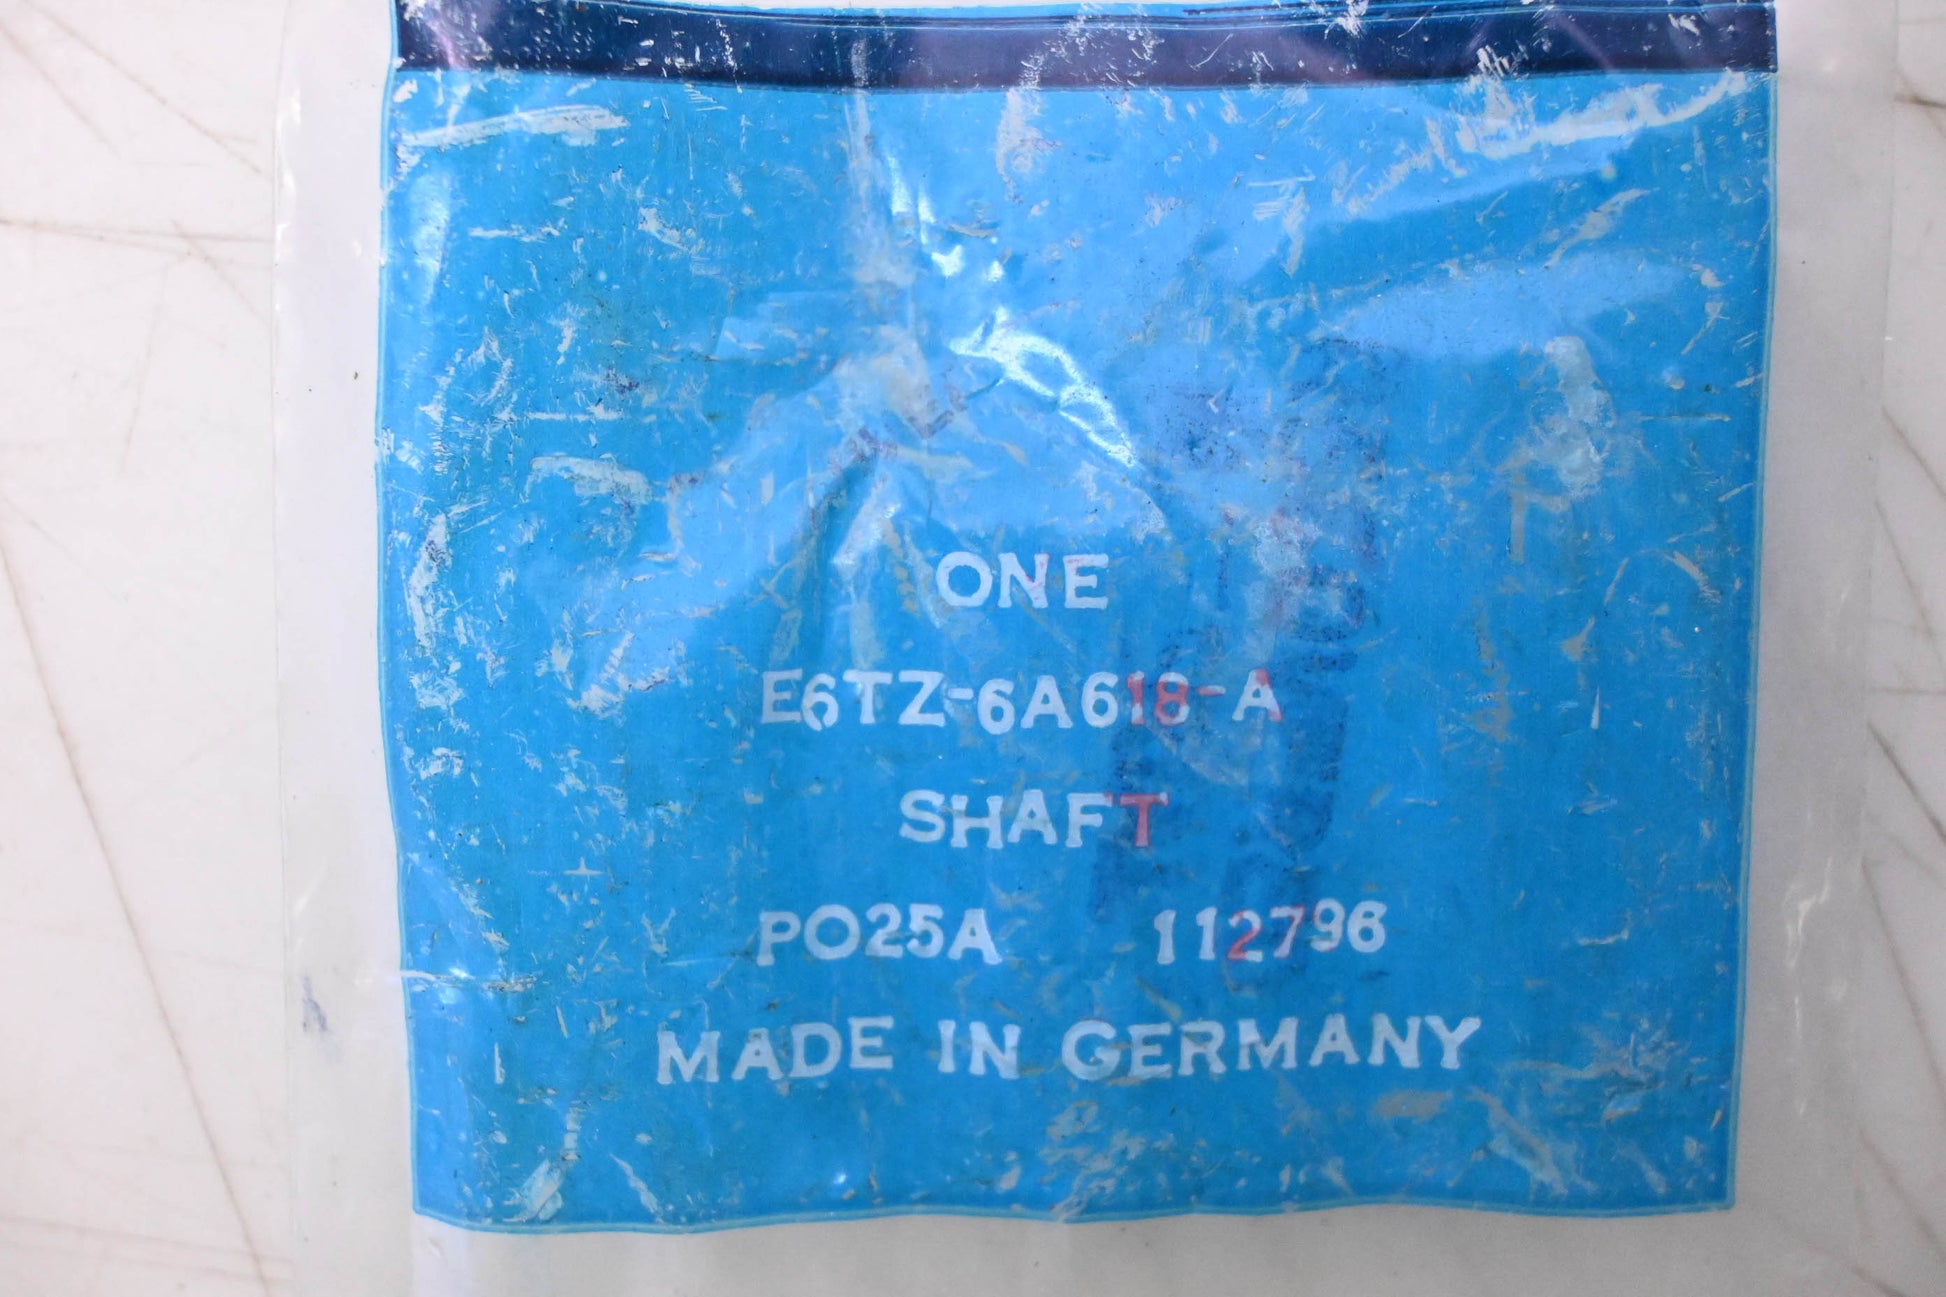 ONE
E6TZ-6A618-A
SHAFT
PO25A 112796
MADE IN GERMANY